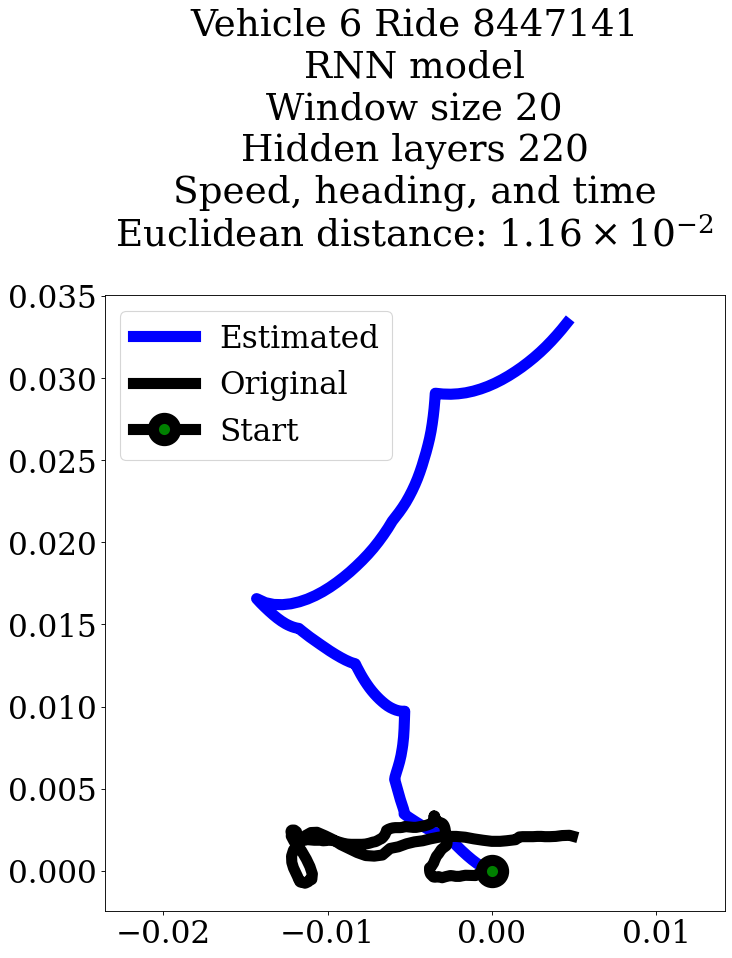 Vehicle 6 Ride 8447141
RNN model
Window size 20
Hidden layers 220
Speed, heading, and time
Euclidean distance: 1.16 × 10⁻²
0.035
0.030
0.025
0.020
0.015
0.010
0.005
0.000
Estimated
Original
Start
−0.02 −0.01 0.00 0.01